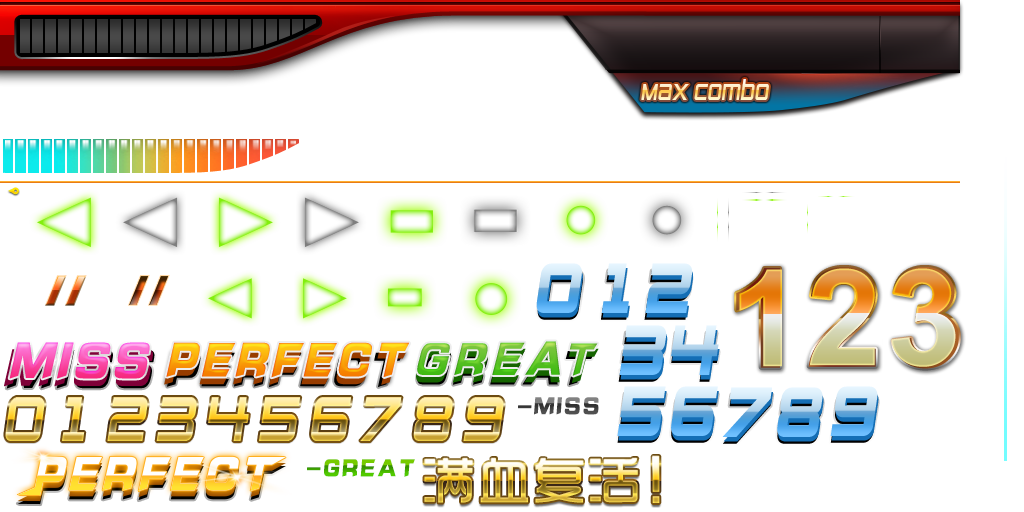 MAX COMBO
012
123
34
MISS PERFECT GREAT
0123456789
-MISS
56789
PERFECT
-GREAT
满血复活!